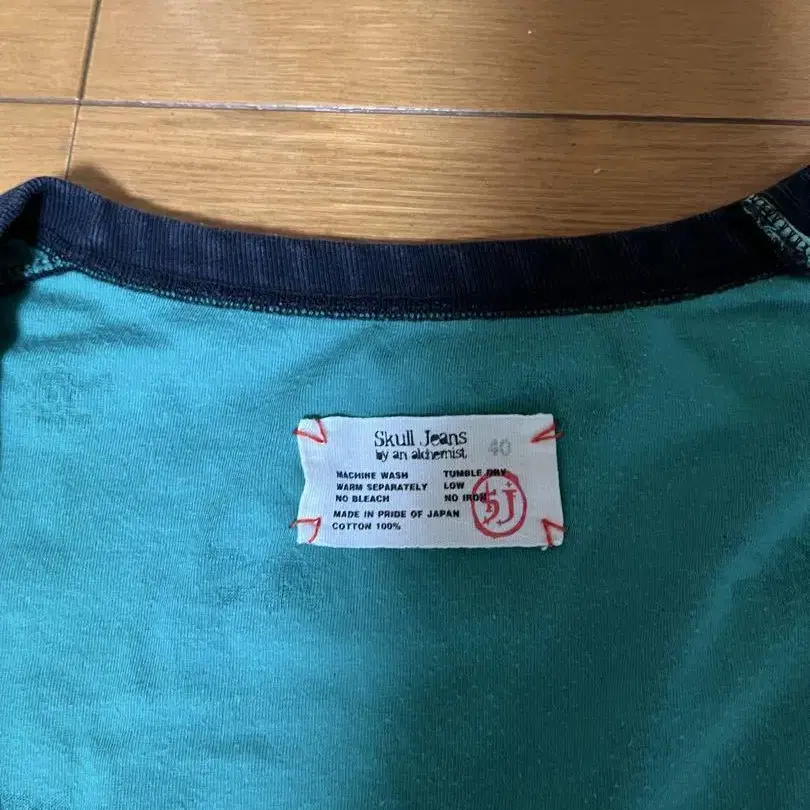 Skull Jeans 40
by an alchemist
MACHINE WASH TUMBLE DRY
WARM SEPARATELY LOW
NO BLEACH NO IRON
MADE IN PRIDE OF JAPAN
COTTON 100%
SJ